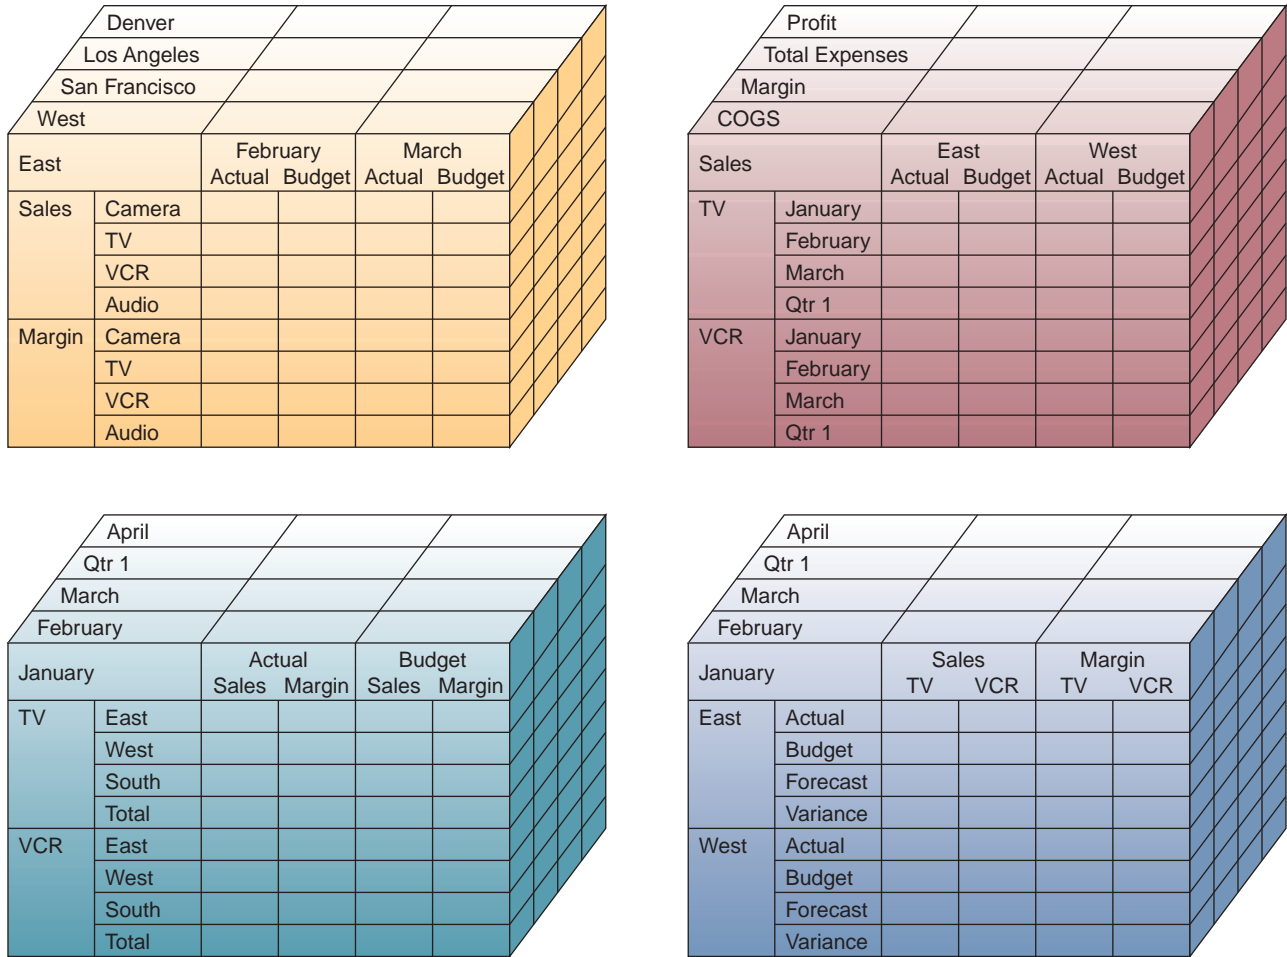 Denver
Los Angeles
San Francisco
West
East February March
Actual Budget Actual Budget
Sales Camera
TV
VCR
Audio
Margin Camera
TV
VCR
Audio
Profit
Total Expenses
Margin
COGS
Sales East West
Actual Budget Actual Budget
TV January
February
March
Qtr 1
VCR January
February
March
Qtr 1
April
Qtr 1
March
February
January Actual Budget
Sales Margin Sales Margin
TV East
West
South
Total
VCR East
West
South
Total
April
Qtr 1
March
February
January Sales Margin
TV VCR TV VCR
East Actual
Budget
Forecast
Variance
West Actual
Budget
Forecast
Variance